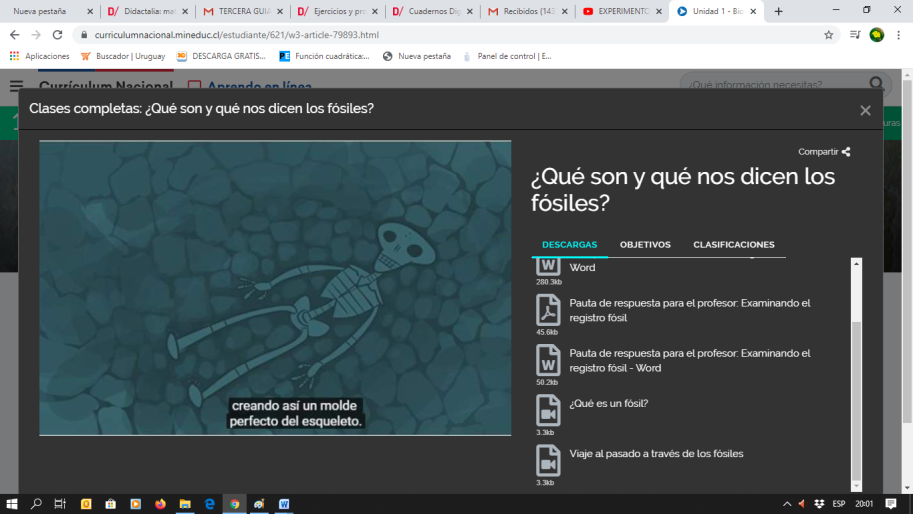 Nueva pestaña
Didactalia: mat
TERCERA GUIA
Ejercicios y pro
Cuadernos Dig
Recibidos (143
EXPERIMENTO
Unidad 1 - Bio
curriculumnacional.mineduc.cl/estudiante/621/w3-article-79893.html
Aplicaciones
Buscador | Uruguay
DESCARGA GRATIS...
Función cuadrática:...
Nueva pestaña
Panel de control | E...
Currículum Nacional
Aprendo en línea
¿Qué información necesitas?
Clases completas: ¿Qué son y qué nos dicen los fósiles?
uras
Compartir
¿Qué son y qué nos dicen los
fósiles?
DESCARGAS OBJETIVOS CLASIFICACIONES
Word
280.3kb
Pauta de respuesta para el profesor: Examinando el
registro fósil
45.6kb
Pauta de respuesta para el profesor: Examinando el
registro fósil - Word
50.2kb
¿Qué es un fósil?
3.3kb
Viaje al pasado a través de los fósiles
3.3kb
creando así un molde
perfecto del esqueleto.
ESP
20:01